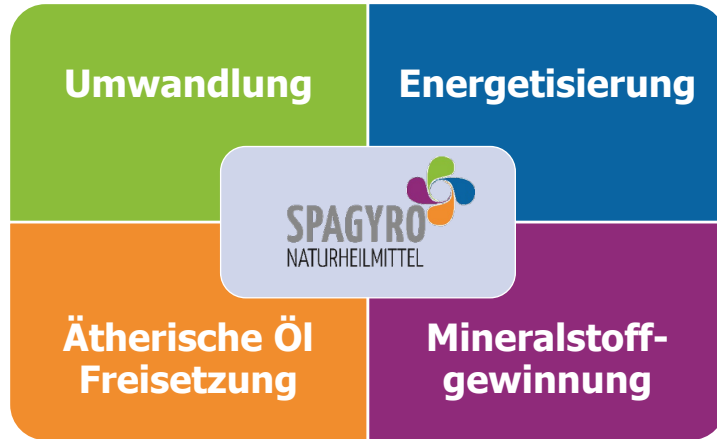 Umwandlung
Energetisierung
SPAGYRO
NATURHEILMITTEL
Ätherische Öl
Freisetzung
Mineralstoff-
gewinnung